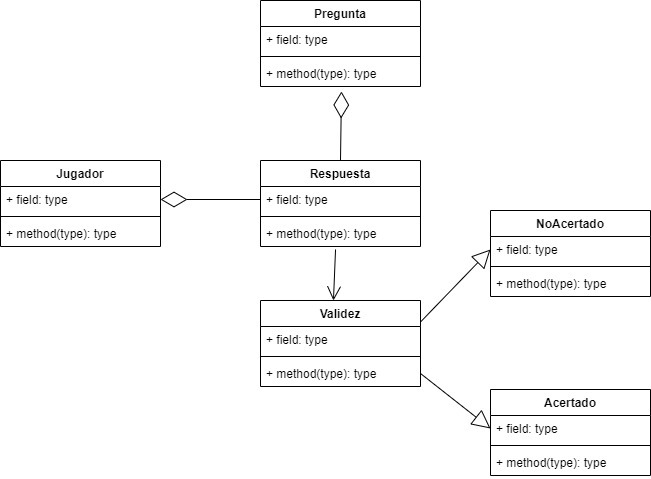 Pregunta
+ field: type
+ method(type): type
Jugador
+ field: type
+ method(type): type
Respuesta
+ field: type
+ method(type): type
NoAcertado
+ field: type
+ method(type): type
Validez
+ field: type
+ method(type): type
Acertado
+ field: type
+ method(type): type